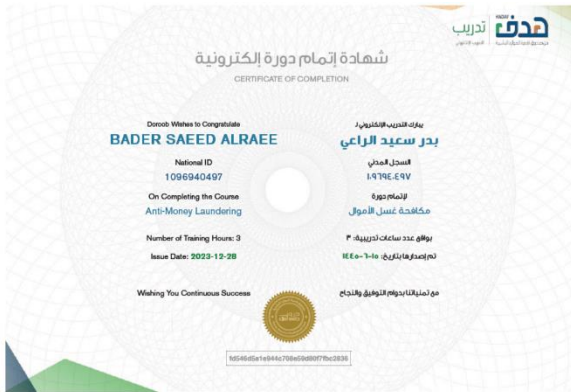 هدف
تدريب
شهادة إتمام دورة إلكترونية
CERTIFICATE OF COMPLETION
Doroob Wishes to Congratulate
يبارك التدريب الإلكتروني لـ
BADER SAEED ALRAEE
بدر سعيد الراعي
National ID
السجل المدني
1096940497
١٠٩٦٩٤٠٤٩٧
On Completing the Course
لإتمام دورة
Anti-Money Laundering
مكافحة غسل الأموال
Number of Training Hours: 3
بواقع عدد ساعات تدريبية: ٣
Issue Date: 2023-12-28
تم إصدارها بتاريخ: ١٥-٦-١٤٤٥
Wishing You Continuous Success
مع تمنياتنا بدوام التوفيق والنجاح